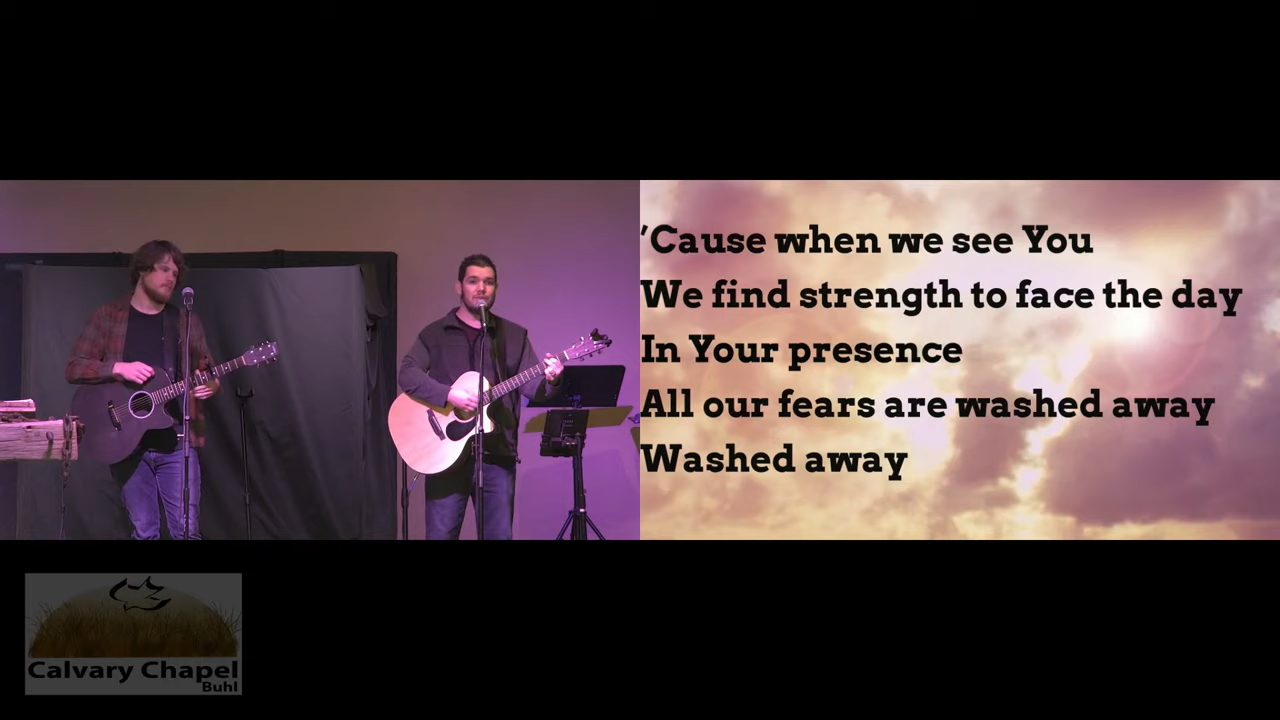 ’Cause when we see You
We find strength to face the day
In Your presence
All our fears are washed away
Washed away
Calvary Chapel
Buhl